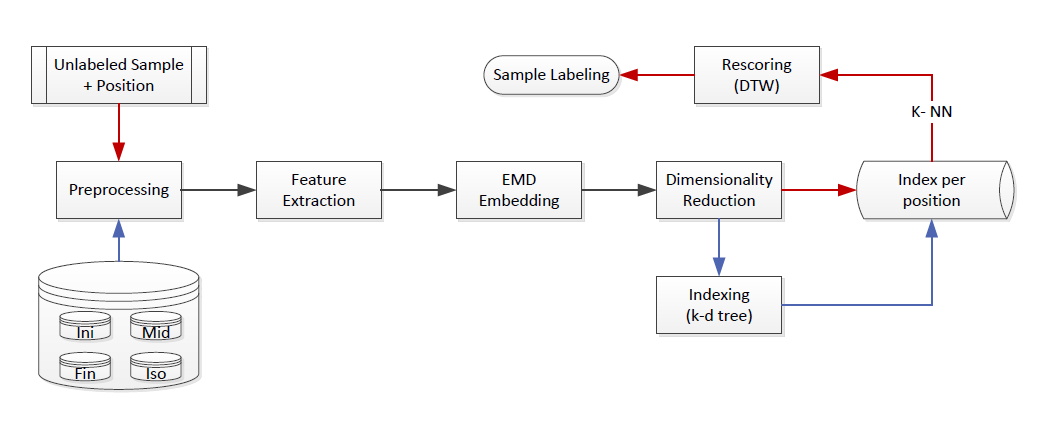 Unlabeled Sample
+ Position
Sample Labeling
Rescoring
(DTW)
K- NN
Preprocessing
Feature
Extraction
EMD
Embedding
Dimensionality
Reduction
Index per
position
Indexing
(k-d tree)
Ini
Mid
Fin
Iso